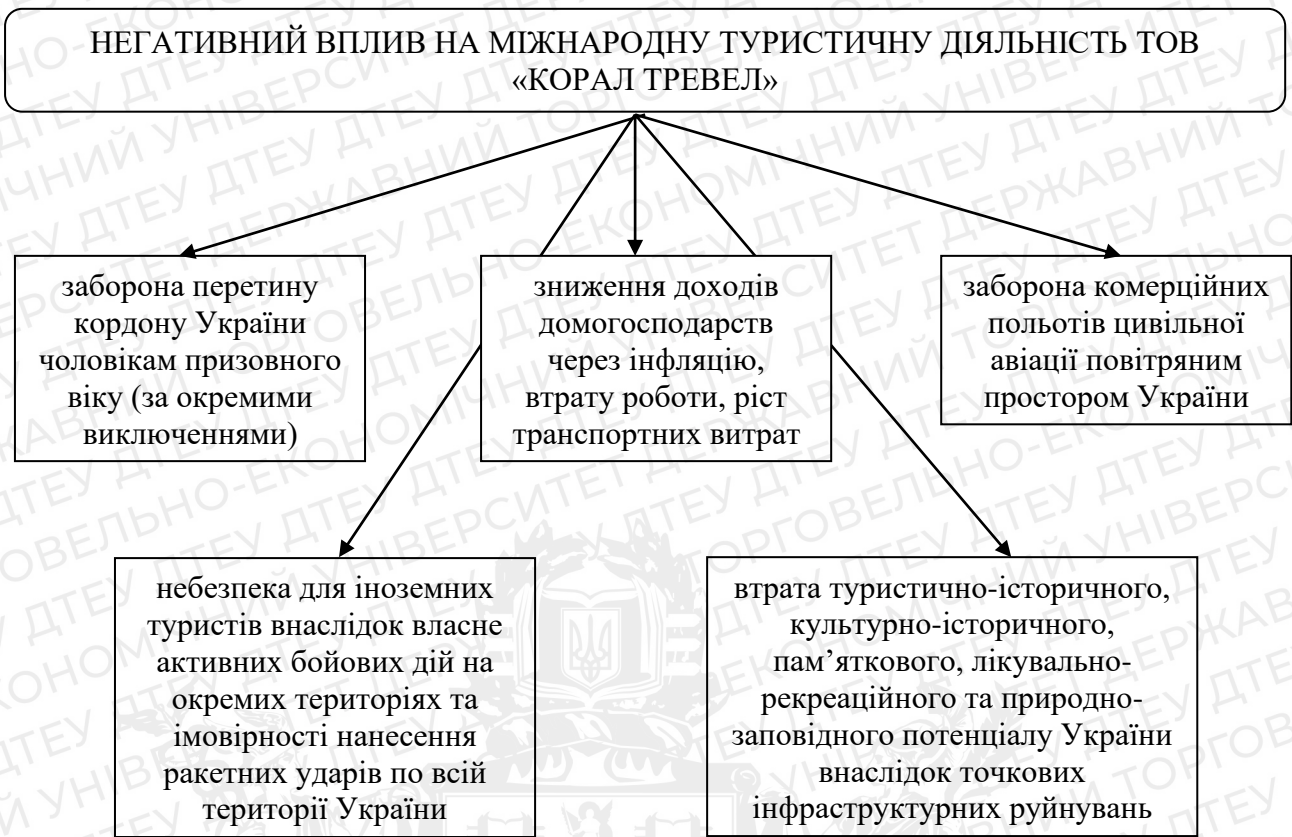 НЕГАТИВНИЙ ВПЛИВ НА МІЖНАРОДНУ ТУРИСТИЧНУ ДІЯЛЬНІСТЬ ТОВ
«КОРАЛ ТРЕВЕЛ»
заборона перетину
кордону України
чоловікам призовного
віку (за окремими
виключеннями)
зниження доходів
домогосподарств
через інфляцію,
втрату роботи, ріст
транспортних витрат
заборона комерційних
польотів цивільної
авіації повітряним
простором України
небезпека для іноземних
туристів внаслідок власне
активних бойових дій на
окремих територіях та
імовірності нанесення
ракетних ударів по всій
території України
втрата туристично-історичного,
культурно-історичного,
пам’яткового, лікувально-
рекреаційного та природно-
заповідного потенціалу України
внаслідок точкових
інфраструктурних руйнувань